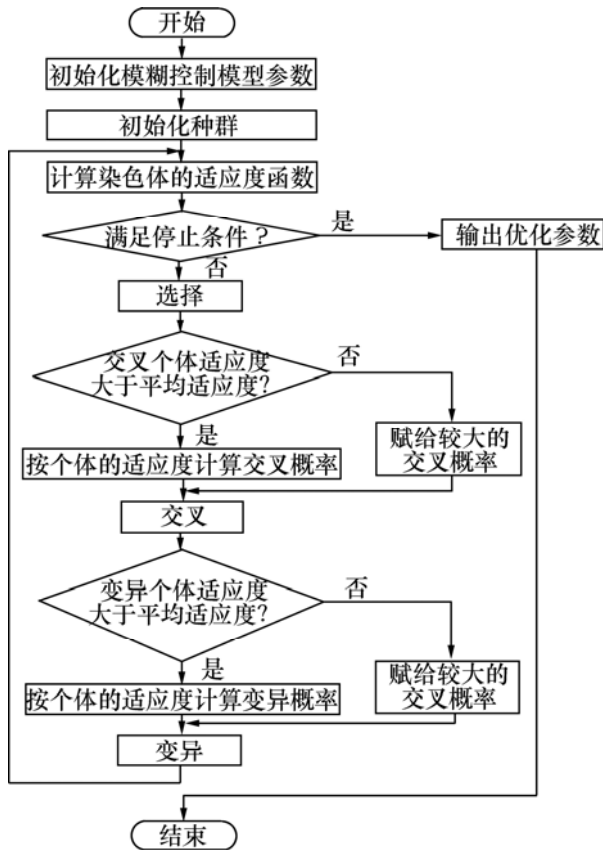 开始
初始化模糊控制模型参数
初始化种群
计算染色体的适应度函数
满足停止条件？
是
输出优化参数
否
选择
交叉个体适应度
大于平均适应度?
否
是
赋给较大的
交叉概率
按个体的适应度计算交叉概率
交叉
变异个体适应度
大于平均适应度?
否
是
赋给较大的
交叉概率
按个体的适应度计算变异概率
变异
结束